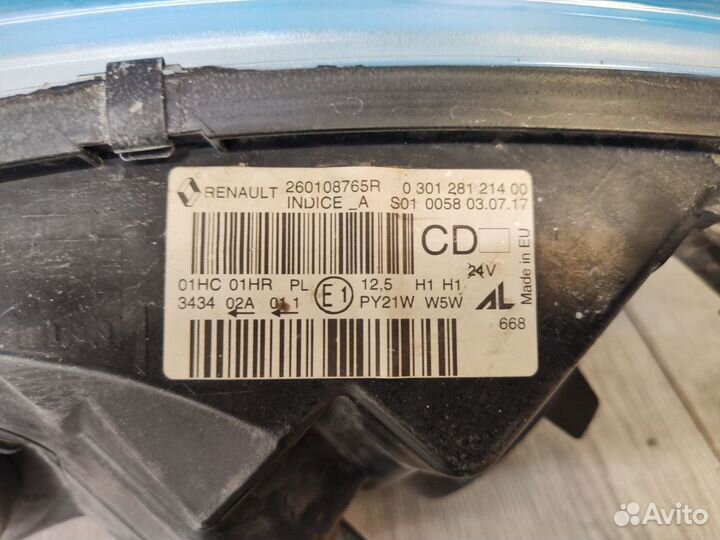 RENAULT 260108765R 0 301 281 214 00
INDICE _A S01 0058 03.07.17
CD
Made in EU
01HC 01HR PL E1 12,5 H1 H1 24V
3434 02A 01 1 PY21W W5W AL
668
Avito